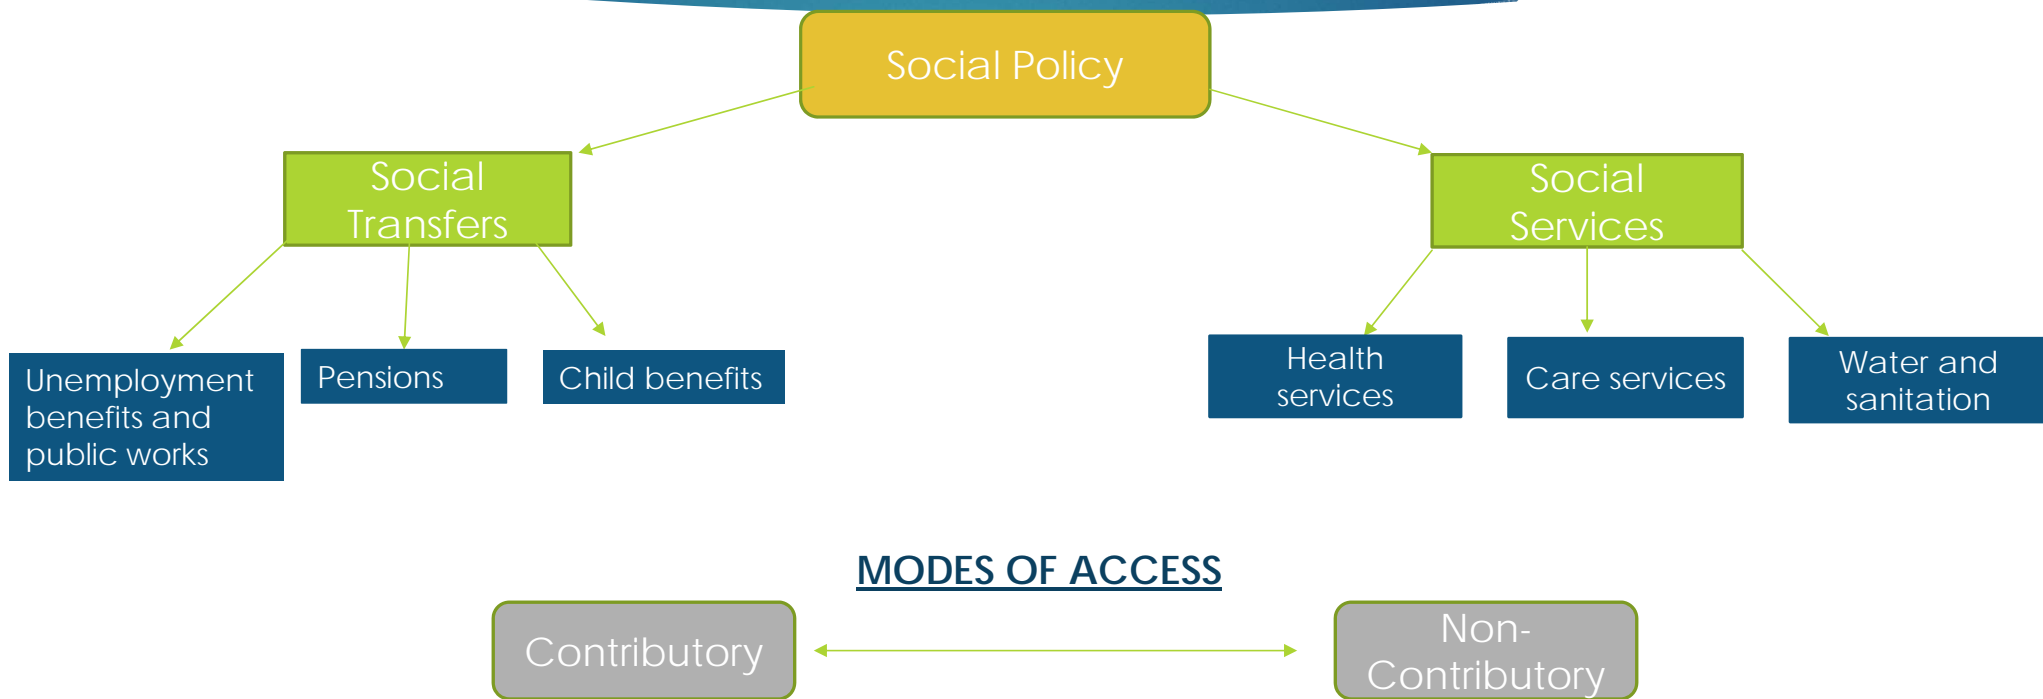 Social Policy
Social
Transfers
Social
Services
Unemployment
benefits and
public works
Pensions
Child benefits
Health
services
Care services
Water and
sanitation
MODES OF ACCESS
Contributory
Non-
Contributory